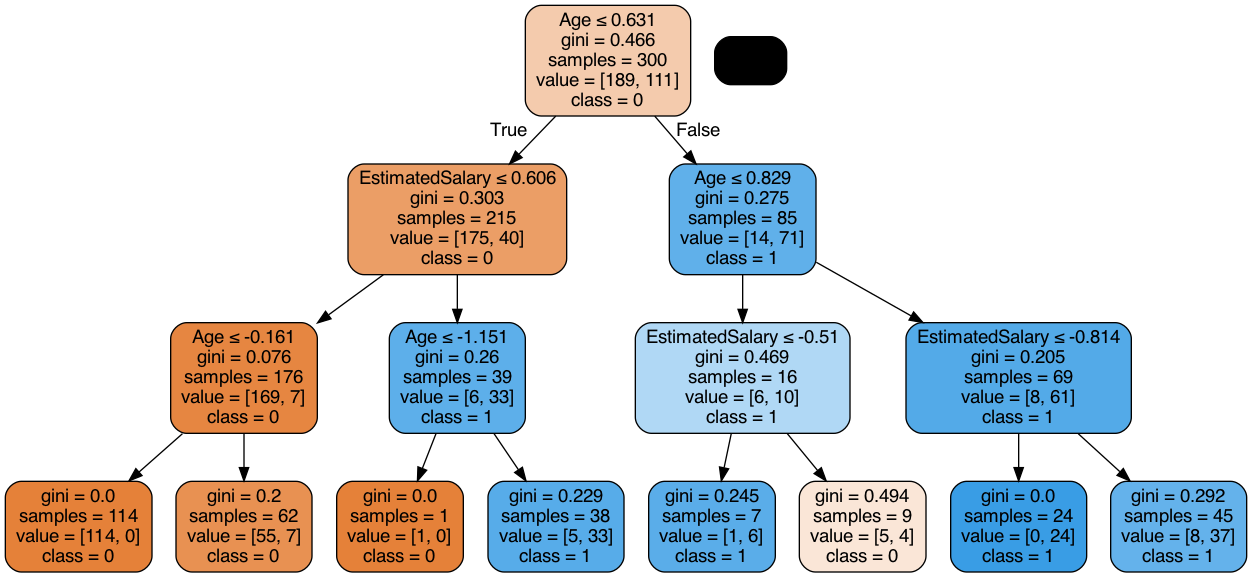 Age ≤ 0.631
gini = 0.466
samples = 300
value = [189, 111]
class = 0
True
False
EstimatedSalary ≤ 0.606
gini = 0.303
samples = 215
value = [175, 40]
class = 0
Age ≤ 0.829
gini = 0.275
samples = 85
value = [14, 71]
class = 1
Age ≤ -0.161
gini = 0.076
samples = 176
value = [169, 7]
class = 0
Age ≤ -1.151
gini = 0.26
samples = 39
value = [6, 33]
class = 1
EstimatedSalary ≤ -0.51
gini = 0.469
samples = 16
value = [6, 10]
class = 1
EstimatedSalary ≤ -0.814
gini = 0.205
samples = 69
value = [8, 61]
class = 1
gini = 0.0
samples = 114
value = [114, 0]
class = 0
gini = 0.2
samples = 62
value = [55, 7]
class = 0
gini = 0.0
samples = 1
value = [1, 0]
class = 0
gini = 0.229
samples = 38
value = [5, 33]
class = 1
gini = 0.245
samples = 7
value = [1, 6]
class = 1
gini = 0.494
samples = 9
value = [5, 4]
class = 0
gini = 0.0
samples = 24
value = [0, 24]
class = 1
gini = 0.292
samples = 45
value = [8, 37]
class = 1